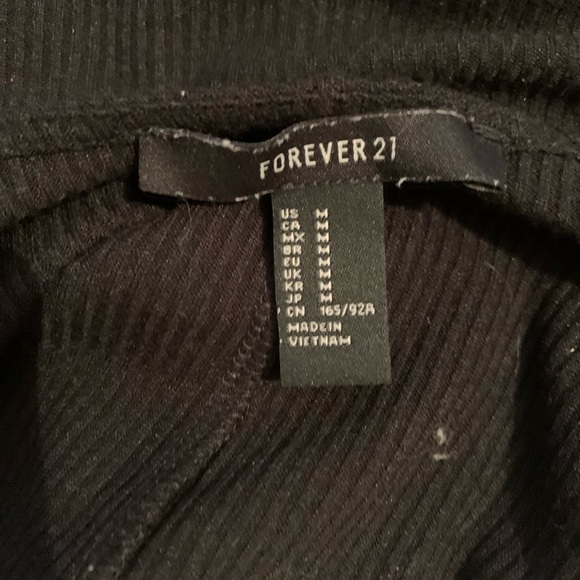 FOREVER 21
US M
CA M
MX M
BR M
EU M
UK M
KR M
JP M
CN 165/92A
MADE IN
VIETNAM